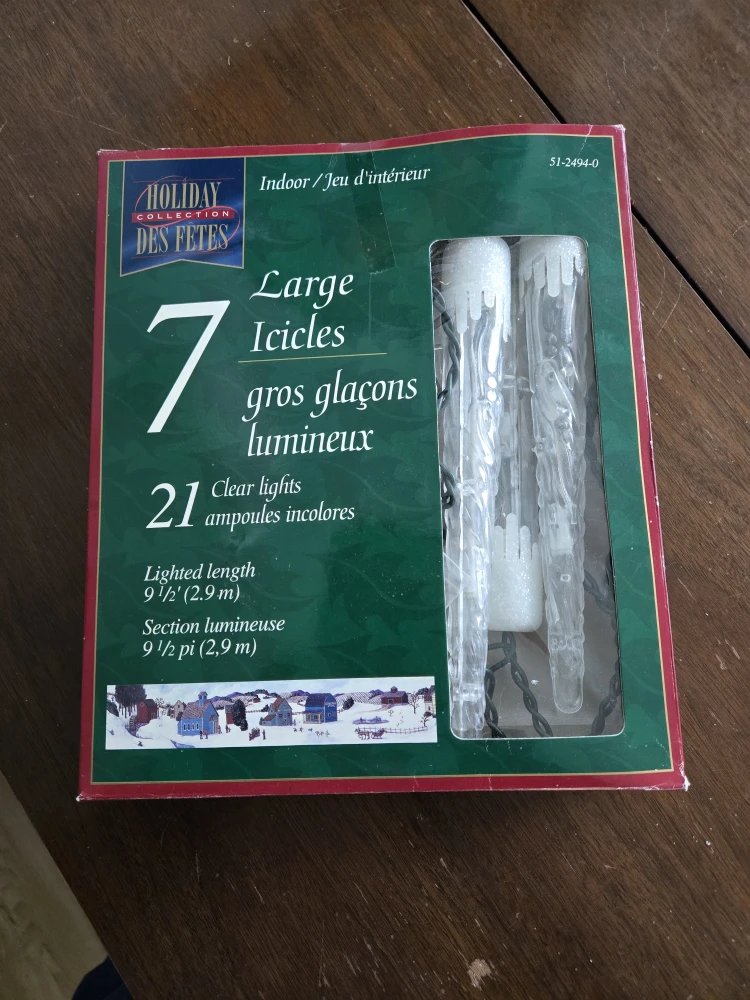 HOLIDAY
COLLECTION
DES FÊTES
Indoor / Jeu d'intérieur
51-2494-0
7
Large
Icicles
gros glaçons
lumineux
21
Clear lights
ampoules incolores
Lighted length
9 1/2' (2.9 m)
Section lumineuse
9 1/2 pi (2,9 m)